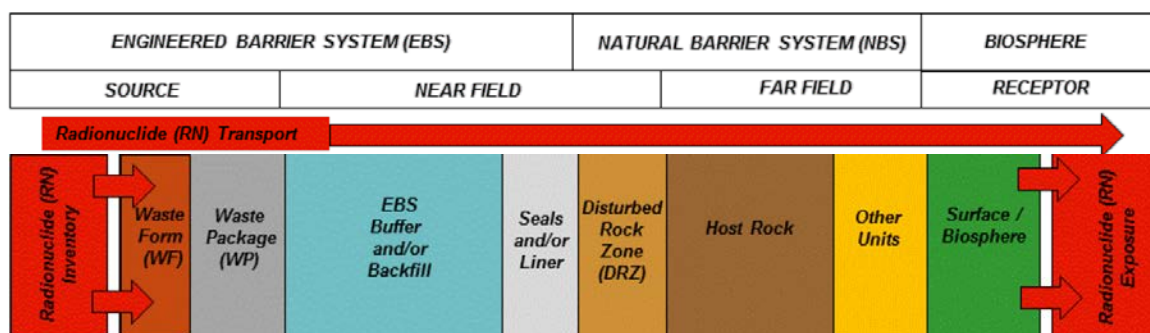 ENGINEERED BARRIER SYSTEM (EBS)
NATURAL BARRIER SYSTEM (NBS)
BIOSPHERE
SOURCE
NEAR FIELD
FAR FIELD
RECEPTOR
Radionuclide (RN) Transport
Radionuclide (RN)
Inventory
Waste
Form
(WF)
Waste
Package
(WP)
EBS
Buffer
and/or
Backfill
Seals
and/or
Liner
Disturbed
Rock
Zone
(DRZ)
Host Rock
Other
Units
Surface /
Biosphere
Radionuclide (RN)
Exposure